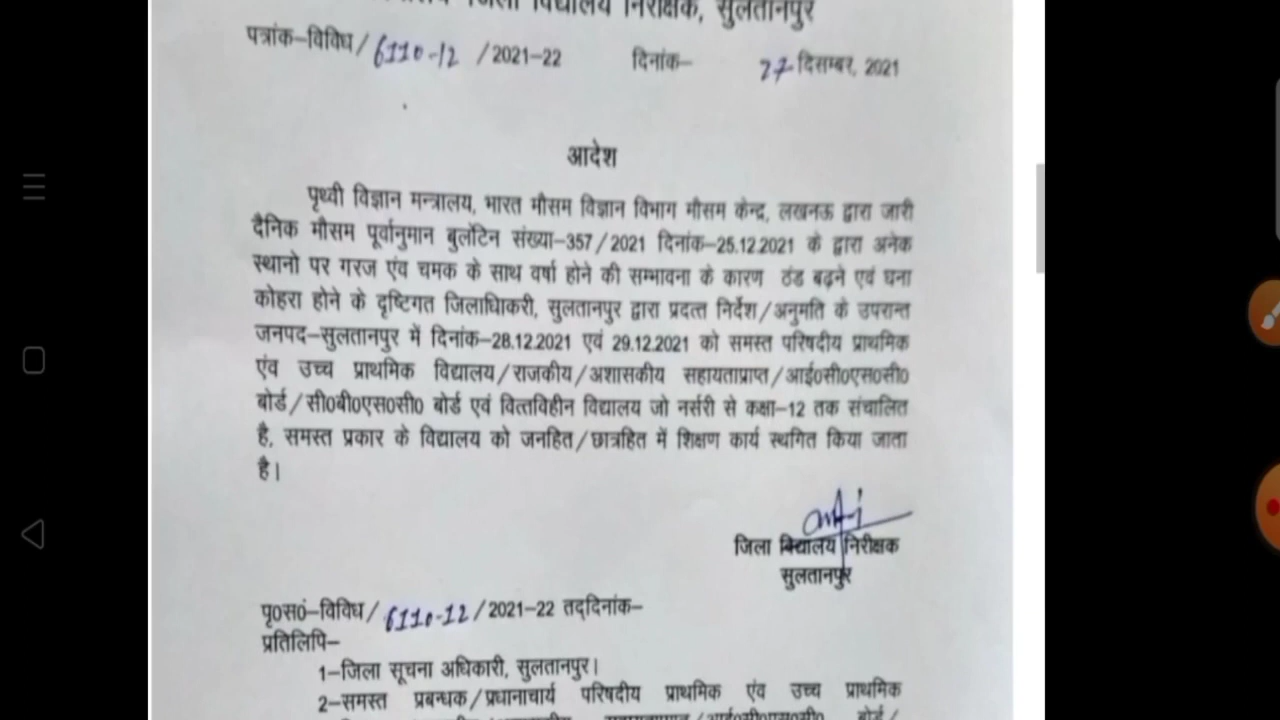 जिला विद्यालय निरीक्षक, सुलतानपुर
पत्रांक–विविध/6110-12/2021–22 दिनांक– 27 दिसम्बर, 2021
आदेश
पृथ्वी विज्ञान मन्त्रालय, भारत मौसम विज्ञान विभाग मौसम केन्द्र, लखनऊ द्वारा जारी
दैनिक मौसम पूर्वानुमान बुलेटिन संख्या–357/2021 दिनांक–25.12.2021 के द्वारा अनेक
स्थानो पर गरज एंव चमक के साथ वर्षा होने की सम्भावना के कारण ठंड बढ़ने एवं घना
कोहरा होने के दृष्टिगत जिलाधिाकरी, सुलतानपुर द्वारा प्रदत्त निर्देश/अनुमति के उपरान्त
जनपद–सुलतानपुर में दिनांक–28.12.2021 एवं 29.12.2021 को समस्त परिषदीय प्राथमिक
एंव उच्च प्राथमिक विद्यालय/राजकीय/अशासकीय सहायताप्राप्त/आई0सी0एस0सी0
बोर्ड/सी0बी0एस0सी0 बोर्ड एवं वित्तविहीन विद्यालय जो नर्सरी से कक्षा–12 तक संचालित
है, समस्त प्रकार के विद्यालय को जनहित/छात्रहित में शिक्षण कार्य स्थगित किया जाता
है।
जिला विद्यालय निरीक्षक
सुलतानपुर
पृ0सं0–विविध/6110-12/2021–22 तद्दिनांक–
प्रतिलिपि–
1–जिला सूचना अधिकारी, सुलतानपुर।
2–समस्त प्रबन्धक/प्रधानाचार्य परिषदीय प्राथमिक एंव उच्च प्राथमिक